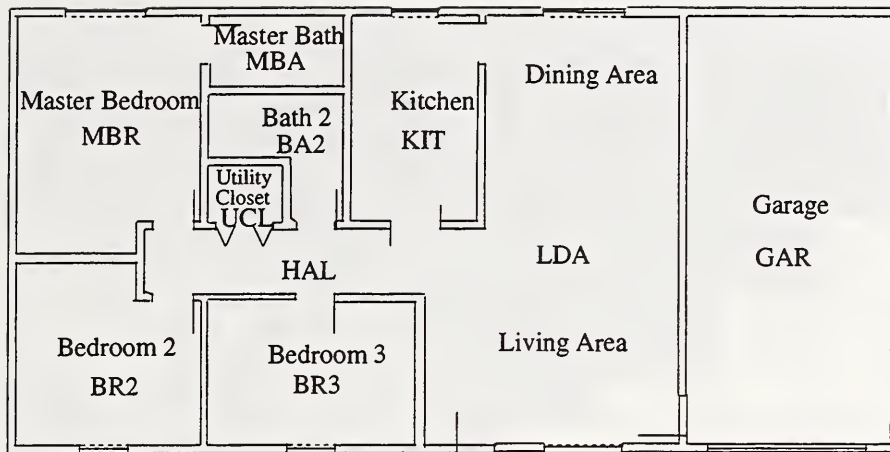 Master Bath
MBA
Dining Area
Master Bedroom
MBR
Bath 2
BA2
Kitchen
KIT
Utility
Closet
UCL
Garage
GAR
HAL
LDA
Living Area
Bedroom 2
BR2
Bedroom 3
BR3